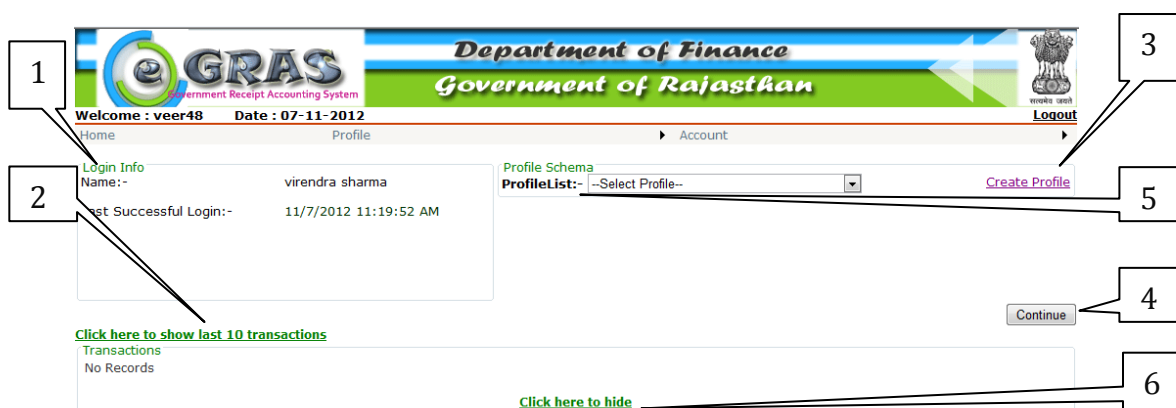 eGRAS
Government Receipt Accounting System
Department of Finance
Government of Rajasthan
सत्यमेव जयते
Welcome : veer48 Date : 07-11-2012 Logout
Home Profile Account
1
2
3
Login Info
Name:- virendra sharma
Last Successful Login:- 11/7/2012 11:19:52 AM
Profile Schema
ProfileList:- --Select Profile-- Create Profile
5
4
Continue
Click here to show last 10 transactions
Transactions
No Records
6
Click here to hide